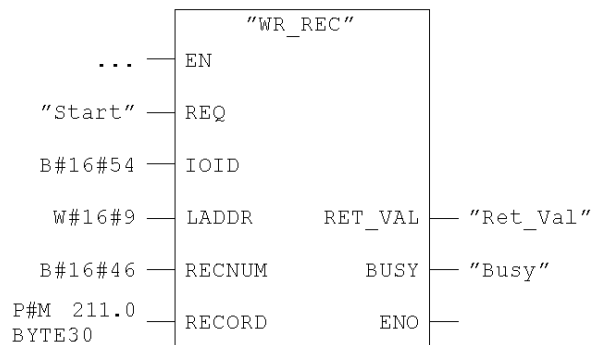 "WR_REC"
... EN
"Start" REQ
B#16#54 IOID
W#16#9 LADDR RET_VAL "Ret_Val"
B#16#46 RECNUM BUSY "Busy"
P#M 211.0
BYTE30 RECORD ENO